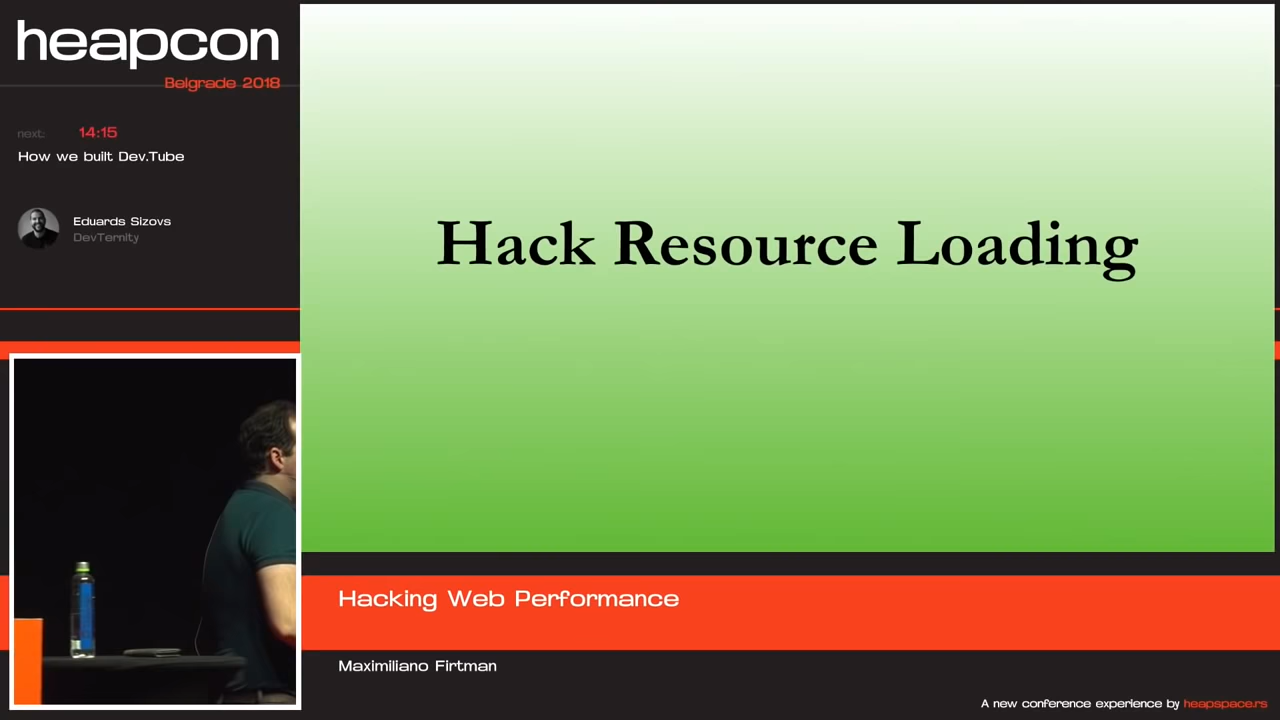 heapcon
Belgrade 2018
next: 14:15
How we built Dev.Tube
Eduards Sizovs
DevTernity
Hack Resource Loading
Hacking Web Performance
Maximiliano Firtman
A new conference experience by heapspace.rs